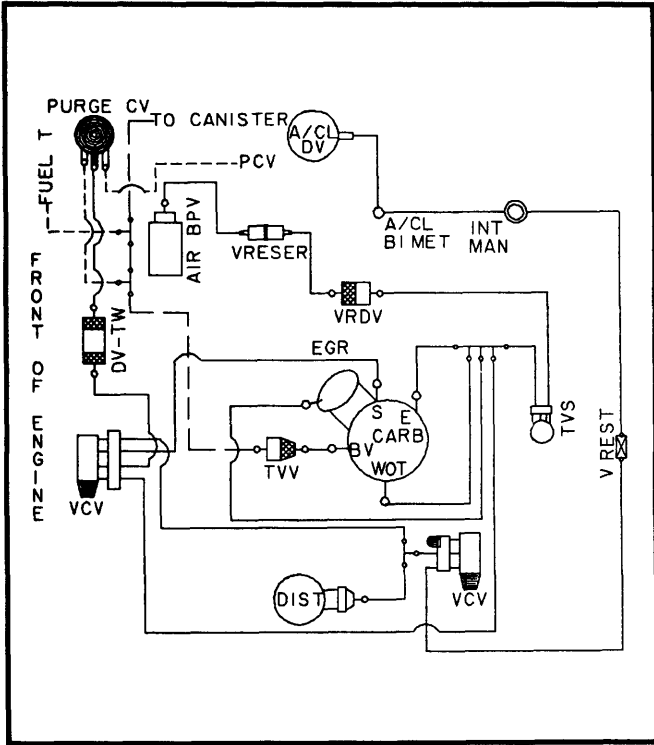 PURGE CV
TO CANISTER
A/CL
DV
FUEL T
PCV
AIR BPV
A/CL
BIMET
INT
MAN
VRESER
FRONT OF ENGINE
VRDV
DV-TW
EGR
S
E
CARB
BV
WOT
TVS
V REST
TVV
VCV
DIST
VCV